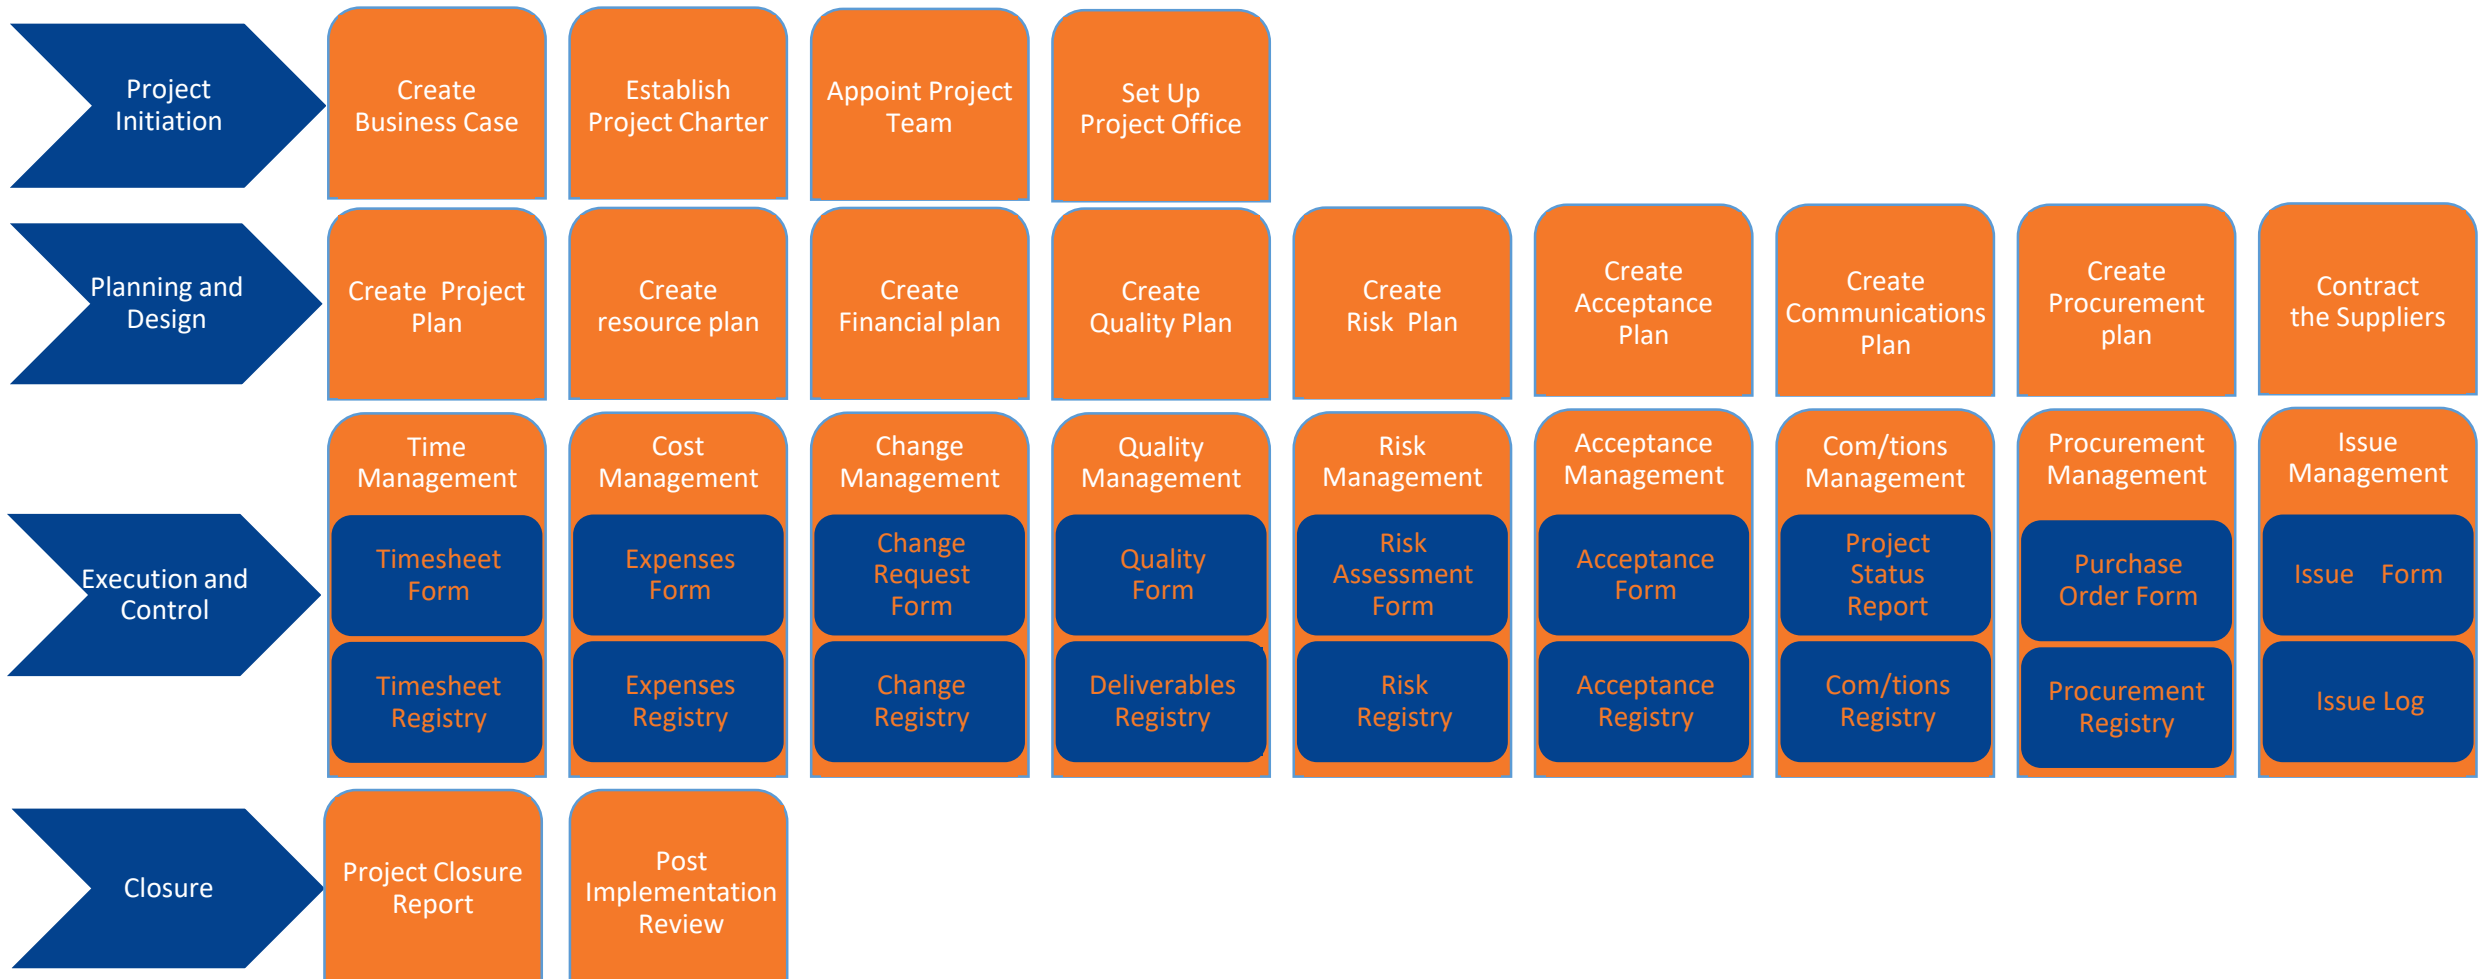 Project
Initiation
Create
Business Case
Establish
Project Charter
Appoint Project
Team
Set Up
Project Office
Planning and
Design
Create Project
Plan
Create
resource plan
Create
Financial plan
Create
Quality Plan
Create
Risk Plan
Create
Acceptance
Plan
Create
Communications
Plan
Create
Procurement
plan
Contract
the Suppliers
Execution and
Control
Time
Management
Timesheet
Form
Timesheet
Registry
Cost
Management
Expenses
Form
Expenses
Registry
Change
Management
Change
Request
Form
Change
Registry
Quality
Management
Quality
Form
Deliverables
Registry
Risk
Management
Risk
Assessment
Form
Risk
Registry
Acceptance
Management
Acceptance
Form
Acceptance
Registry
Com/tions
Management
Project
Status
Report
Com/tions
Registry
Procurement
Management
Purchase
Order Form
Procurement
Registry
Issue
Management
Issue Form
Issue Log
Closure
Project Closure
Report
Post
Implementation
Review